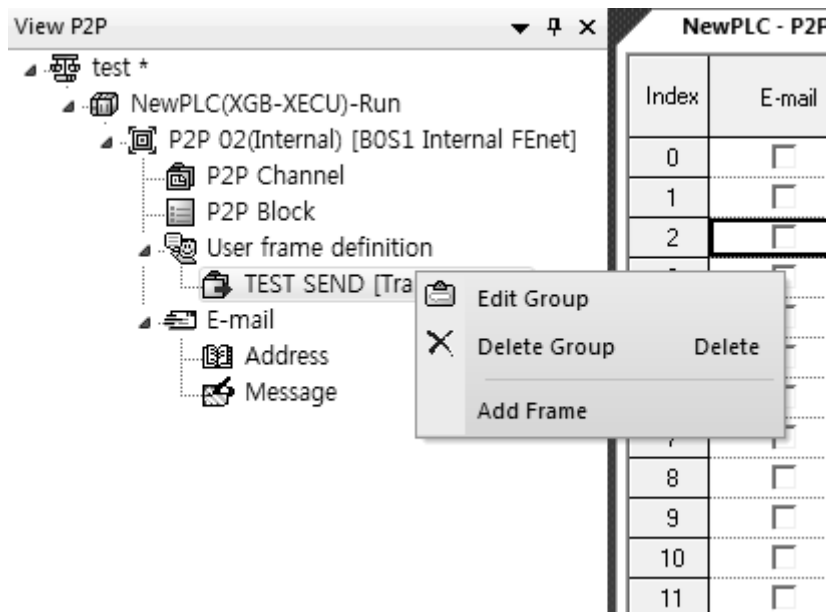 View P2P
test *
NewPLC(XGB-XECU)-Run
P2P 02(Internal) [B0S1 Internal FEnet]
P2P Channel
P2P Block
User frame definition
TEST SEND [Tra
E-mail
Address
Message
Edit Group
Delete Group Delete
Add Frame
NewPLC - P2P
Index E-mail
0
1
2
8
9
10
11